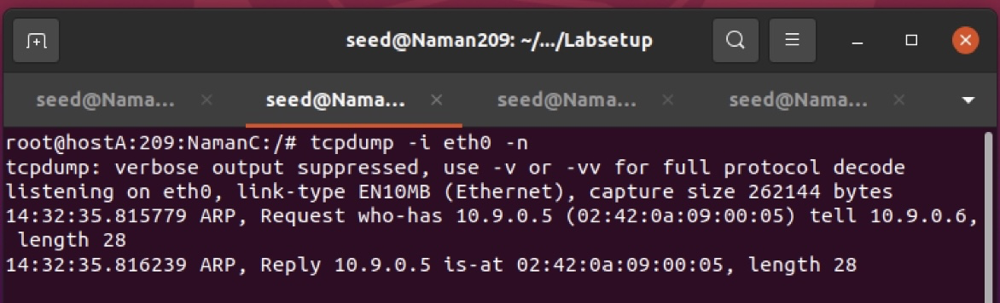 seed@Naman209: ~/.../Labsetup
seed@Nama... seed@Nama... seed@Nama... seed@Nama...
root@hostA:209:NamanC:/# tcpdump -i eth0 -n
tcpdump: verbose output suppressed, use -v or -vv for full protocol decode
listening on eth0, link-type EN10MB (Ethernet), capture size 262144 bytes
14:32:35.815779 ARP, Request who-has 10.9.0.5 (02:42:0a:09:00:05) tell 10.9.0.6,
 length 28
14:32:35.816239 ARP, Reply 10.9.0.5 is-at 02:42:0a:09:00:05, length 28